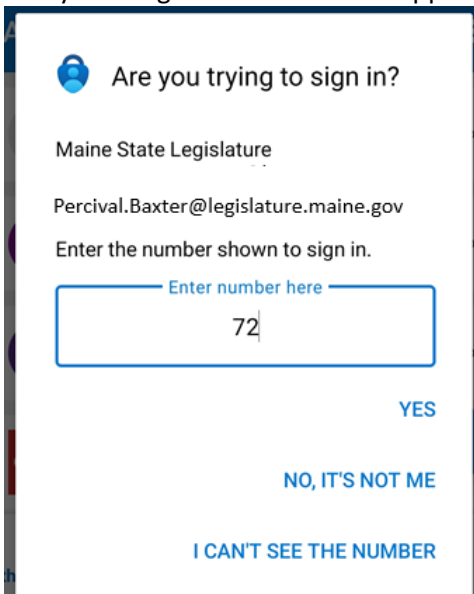 Are you trying to sign in?
Maine State Legislature
Percival.Baxter@legislature.maine.gov
Enter the number shown to sign in.
Enter number here
72
YES
NO, IT'S NOT ME
I CAN'T SEE THE NUMBER